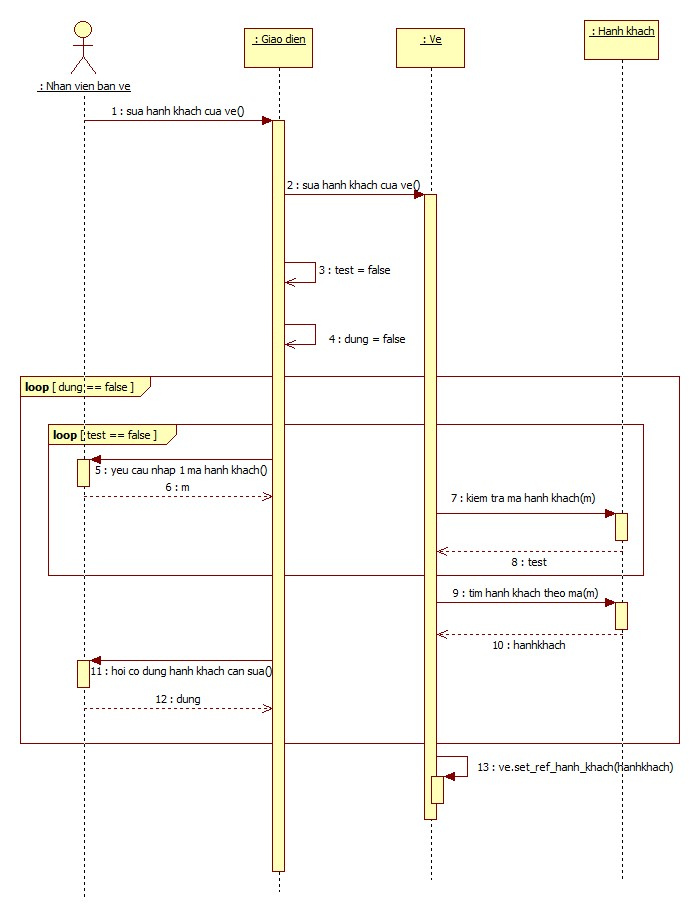 : Giao dien
: Ve
: Hanh khach
: Nhan vien ban ve
1 : sua hanh khach cua ve()
2 : sua hanh khach cua ve()
3 : test = false
4 : dung = false
loop [ dung == false ]
loop [ test == false ]
5 : yeu cau nhap 1 ma hanh khach()
6 : m
7 : kiem tra ma hanh khach(m)
8 : test
9 : tim hanh khach theo ma(m)
10 : hanhkhach
11 : hoi co dung hanh khach can sua()
12 : dung
13 : ve.set_ref_hanh_khach(hanhkhach)